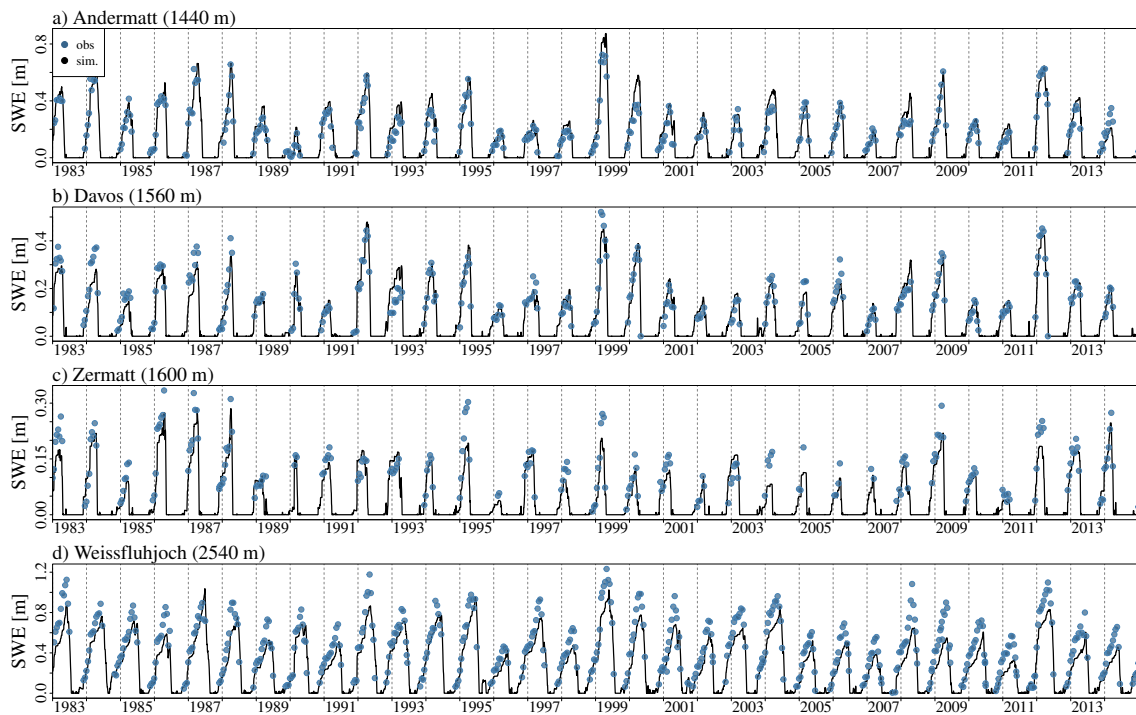 a) Andermatt (1440 m)
SWE [m]
0.0 0.4 0.8
obs
sim.
1983 1985 1987 1989 1991 1993 1995 1997 1999 2001 2003 2005 2007 2009 2011 2013
b) Davos (1560 m)
SWE [m]
0.0 0.2 0.4
1983 1985 1987 1989 1991 1993 1995 1997 1999 2001 2003 2005 2007 2009 2011 2013
c) Zermatt (1600 m)
SWE [m]
0.00 0.15 0.30
1983 1985 1987 1989 1991 1993 1995 1997 1999 2001 2003 2005 2007 2009 2011 2013
d) Weissfluhjoch (2540 m)
SWE [m]
0.0 0.4 0.8 1.2
1983 1985 1987 1989 1991 1993 1995 1997 1999 2001 2003 2005 2007 2009 2011 2013